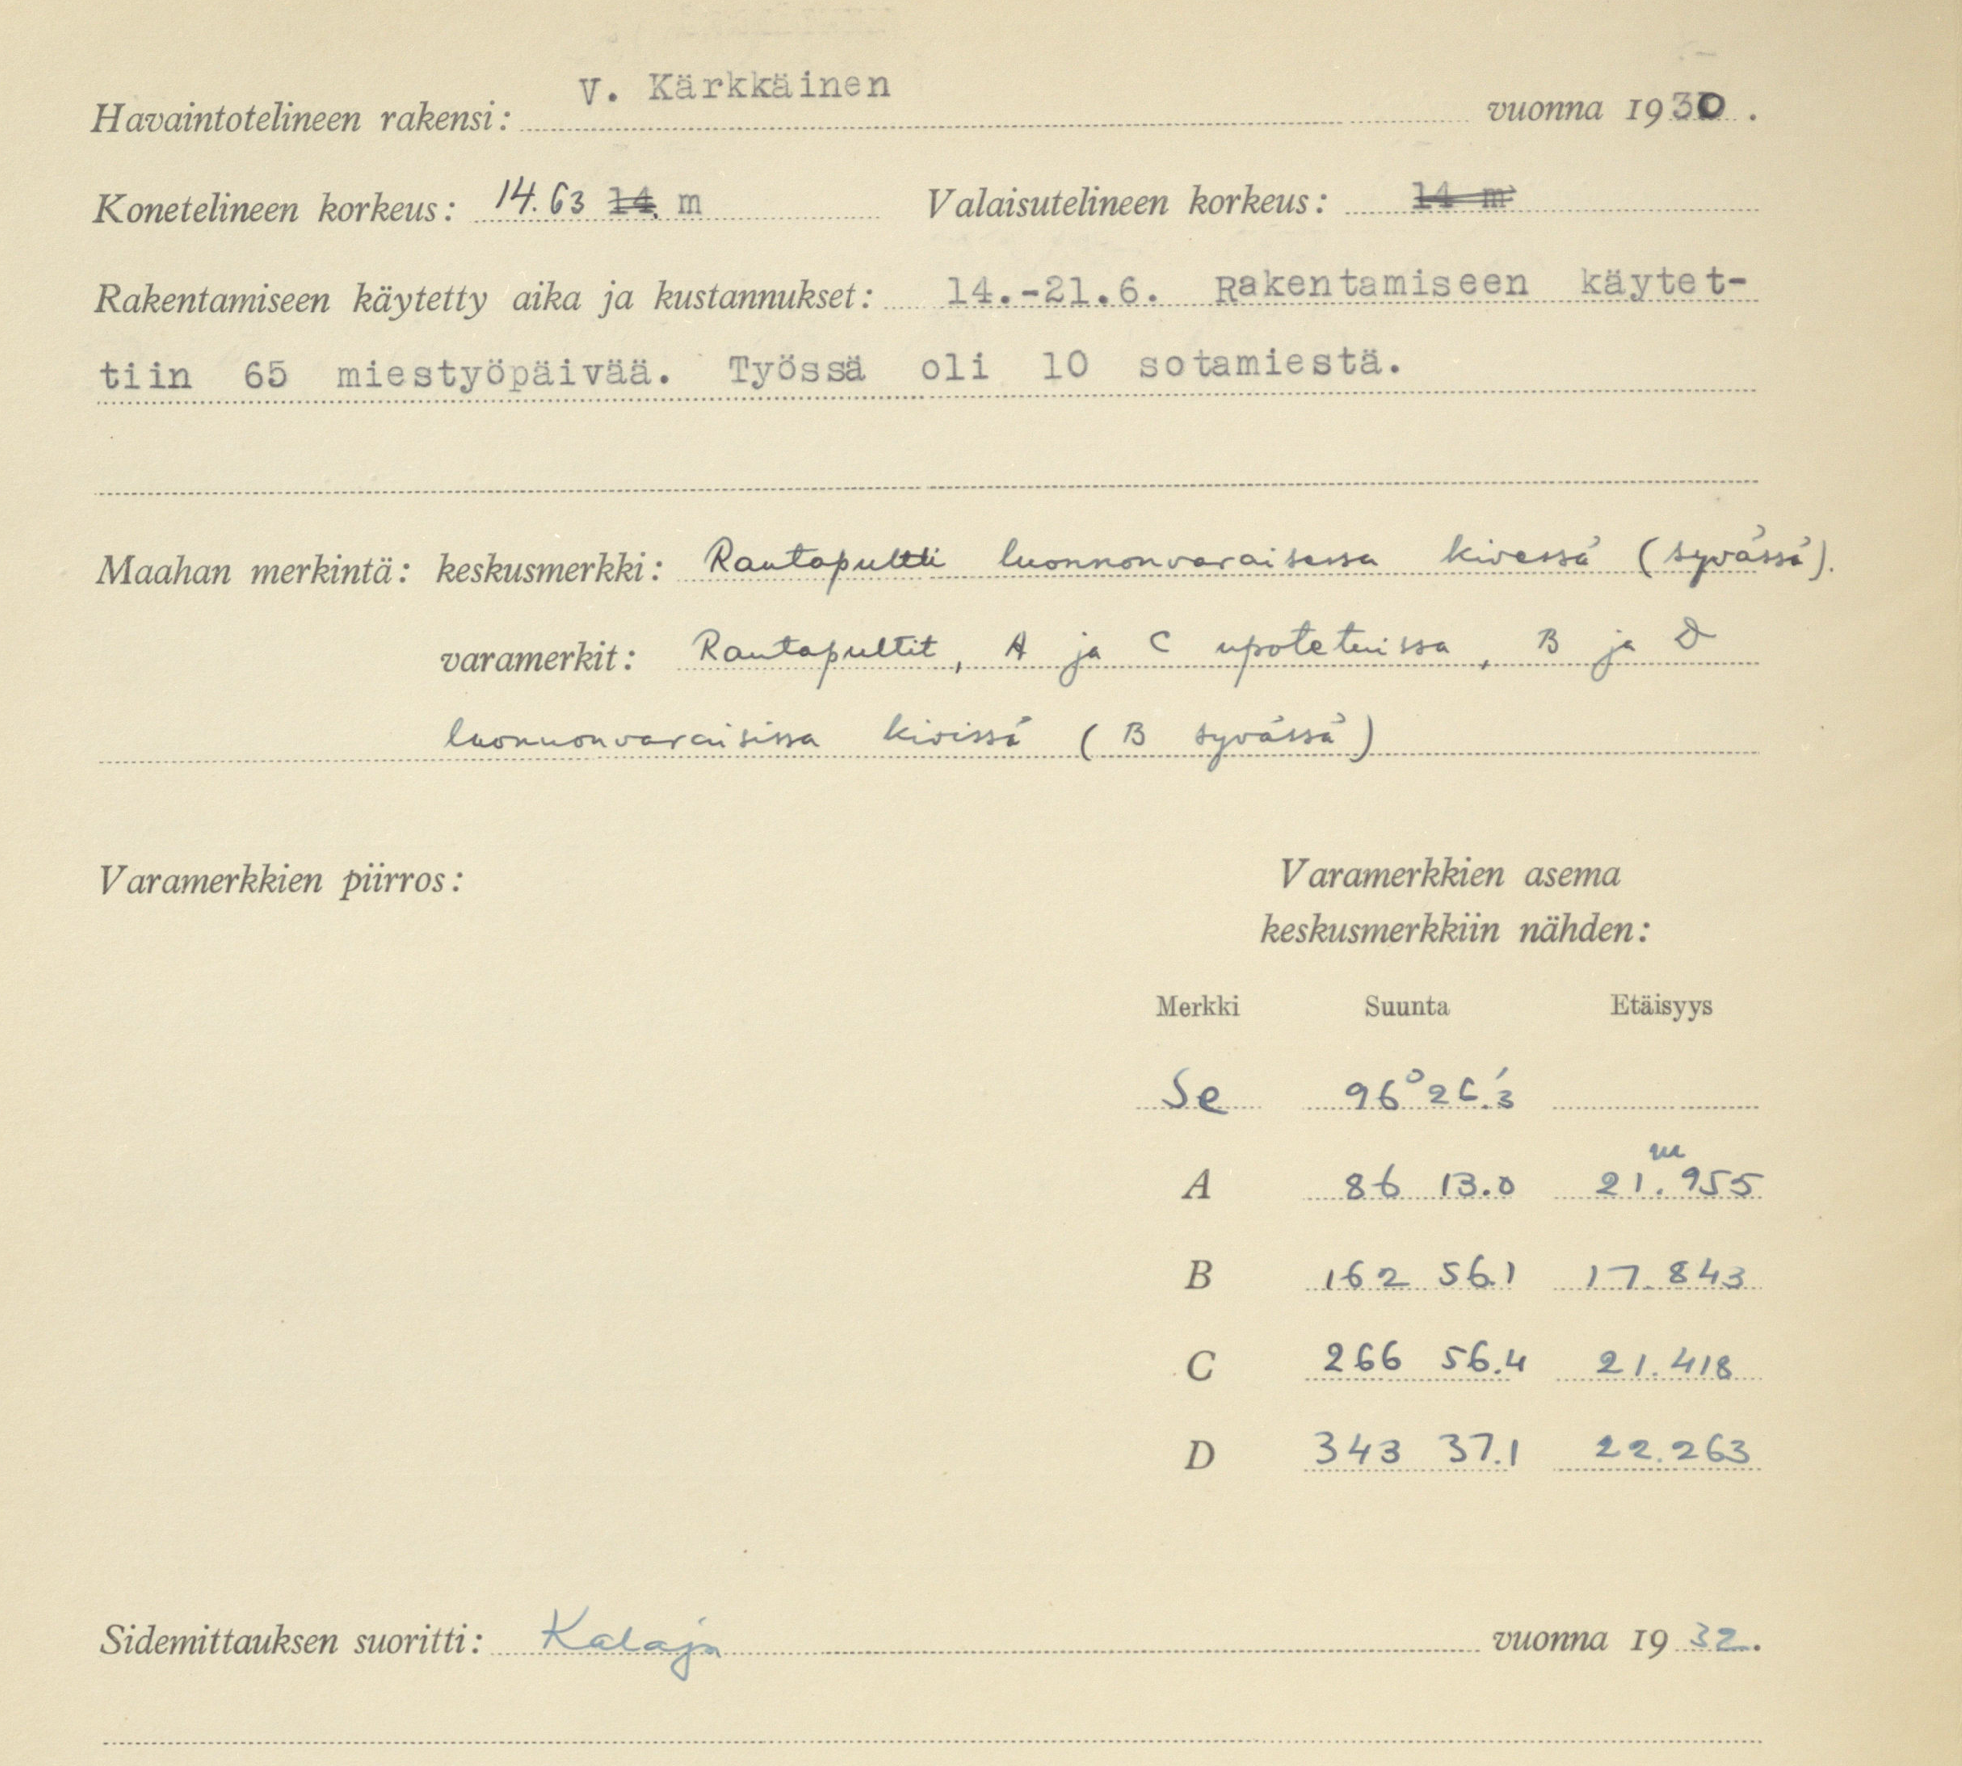 V. Kärkkäinen
Havaintotelineen rakensi: vuonna 1930.
Konetelineen korkeus: 14.63 14. m Valaisutelineen korkeus: 14 m
Rakentamiseen käytetty aika ja kustannukset: 14.-21.6. Rakentamiseen käytet-
tiin 65 miestyöpäivää. Työssä oli 10 sotamiestä.
Maahan merkintä: keskusmerkki: Rautapultti luonnonvaraisessa kivessä (syvässä).
varamerkit: Rautapultit, A ja C upotetuissa, B ja D
luonnonvaraisissa kivissä (B syvässä)
Varamerkkien piirros:
Varamerkkien asema
keskusmerkkiin nähden:
Merkki Suunta Etäisyys
Se 96° 26.'3
A 86 13.0 21.m955
B 162 56.1 17.843
C 266 56.4 21.418
D 343 37.1 22.263
Sidemittauksen suoritti: Kalaja vuonna 1932.